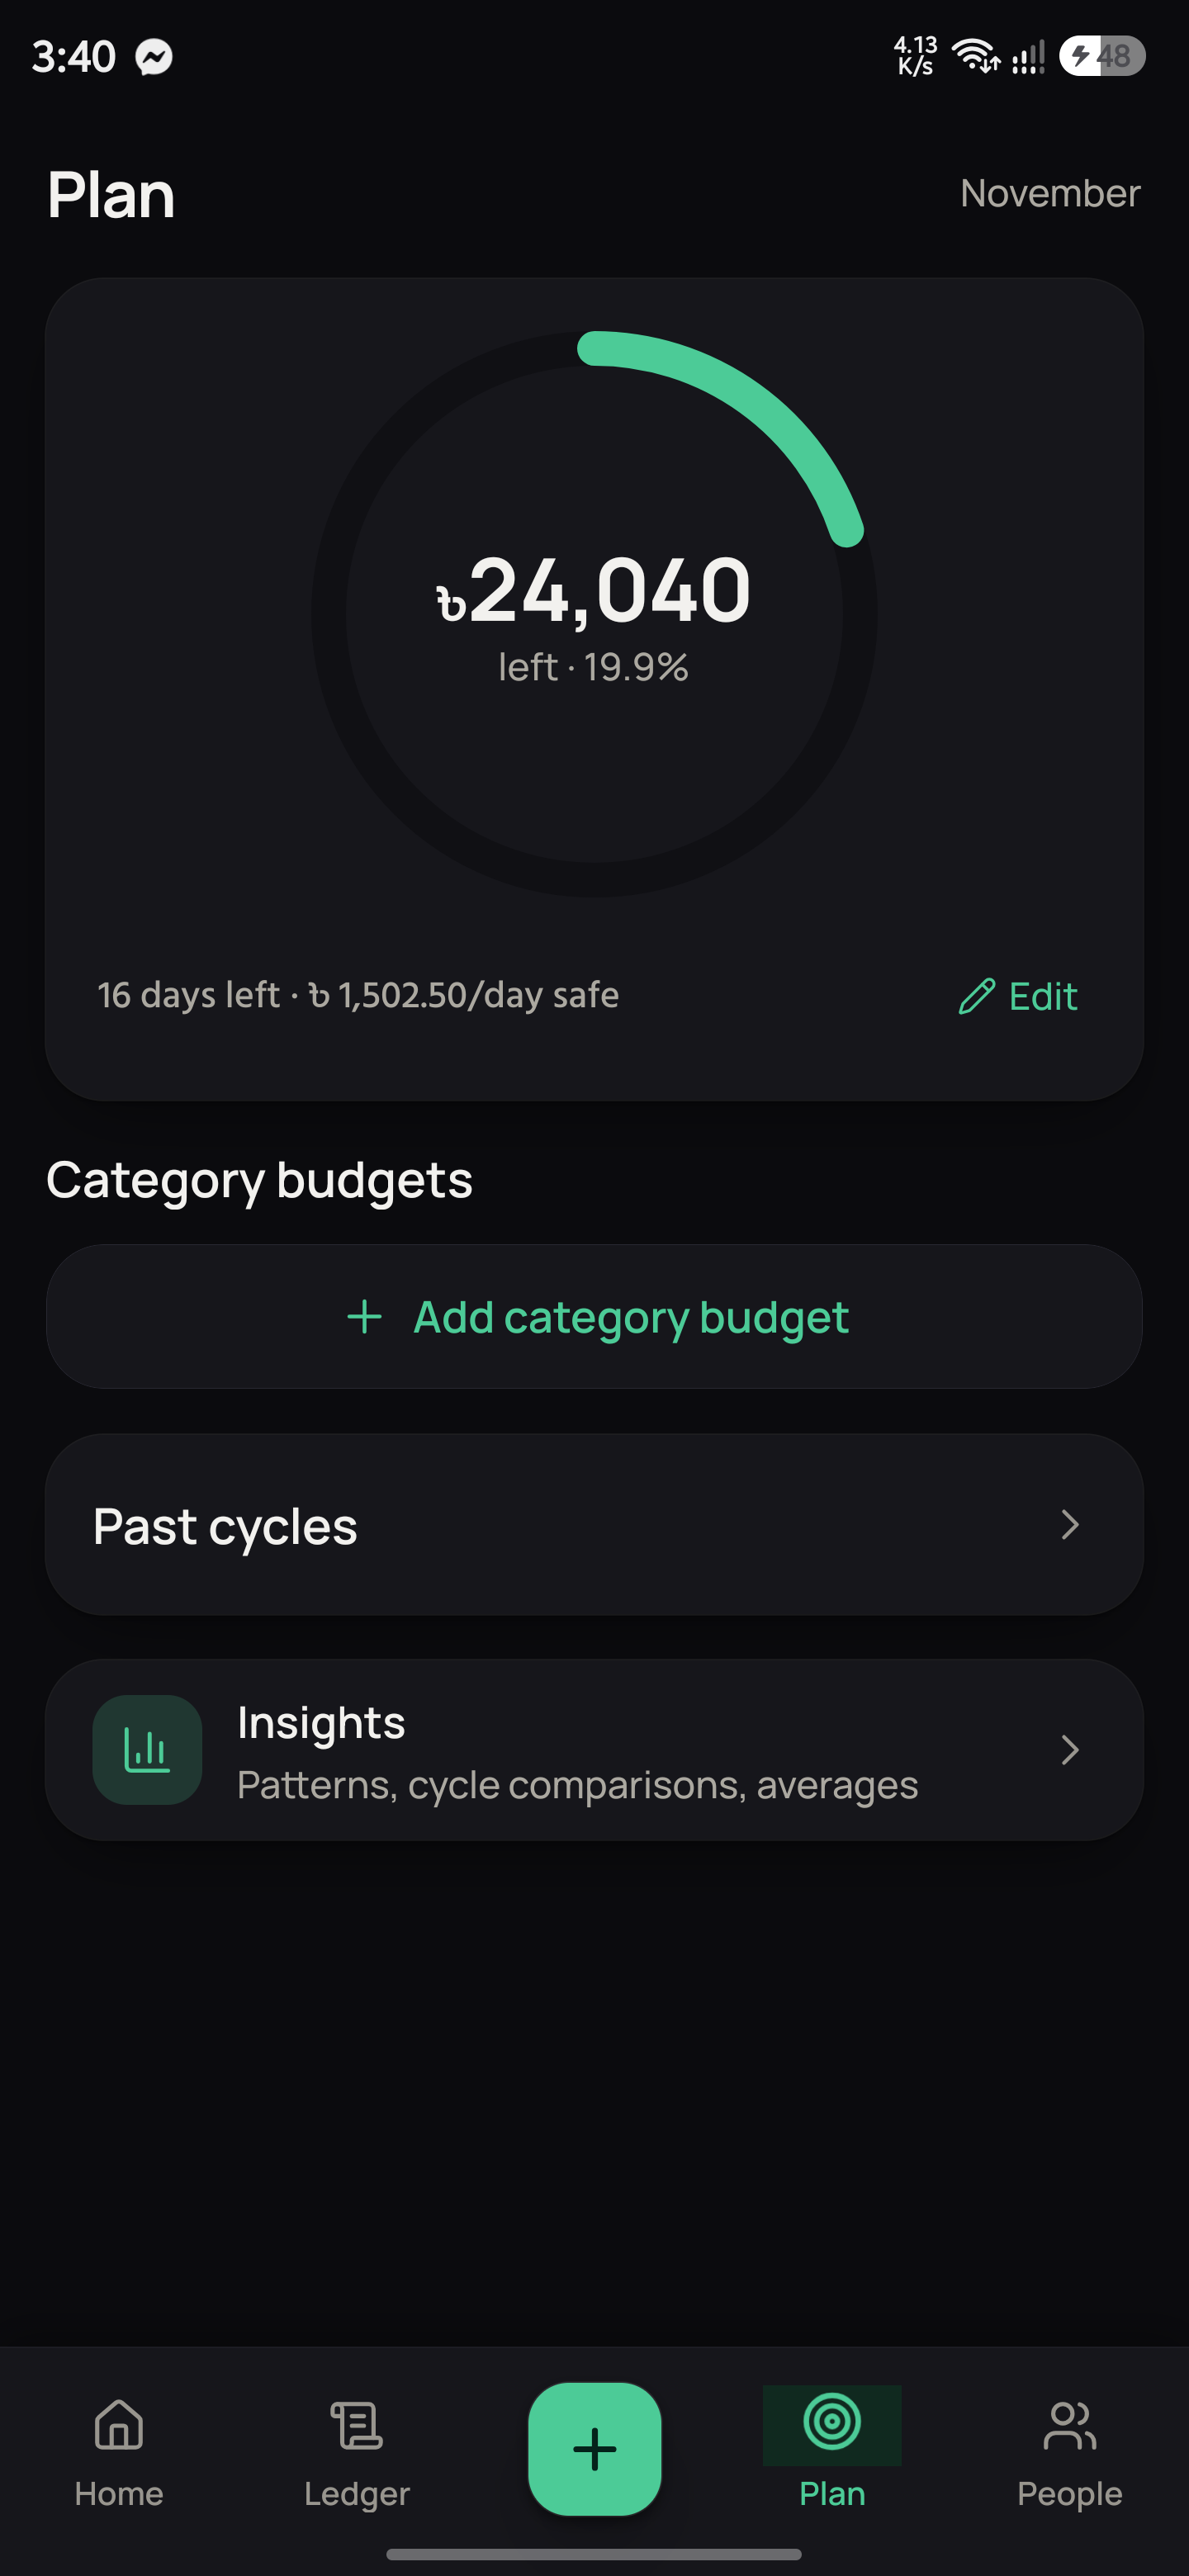 3:40
4.13
K/s
48
Plan
November
৳24,040
left · 19.9%
16 days left · ৳ 1,502.50/day safe
Edit
Category budgets
+ Add category budget
Past cycles
Insights
Patterns, cycle comparisons, averages
Home
Ledger
Plan
People